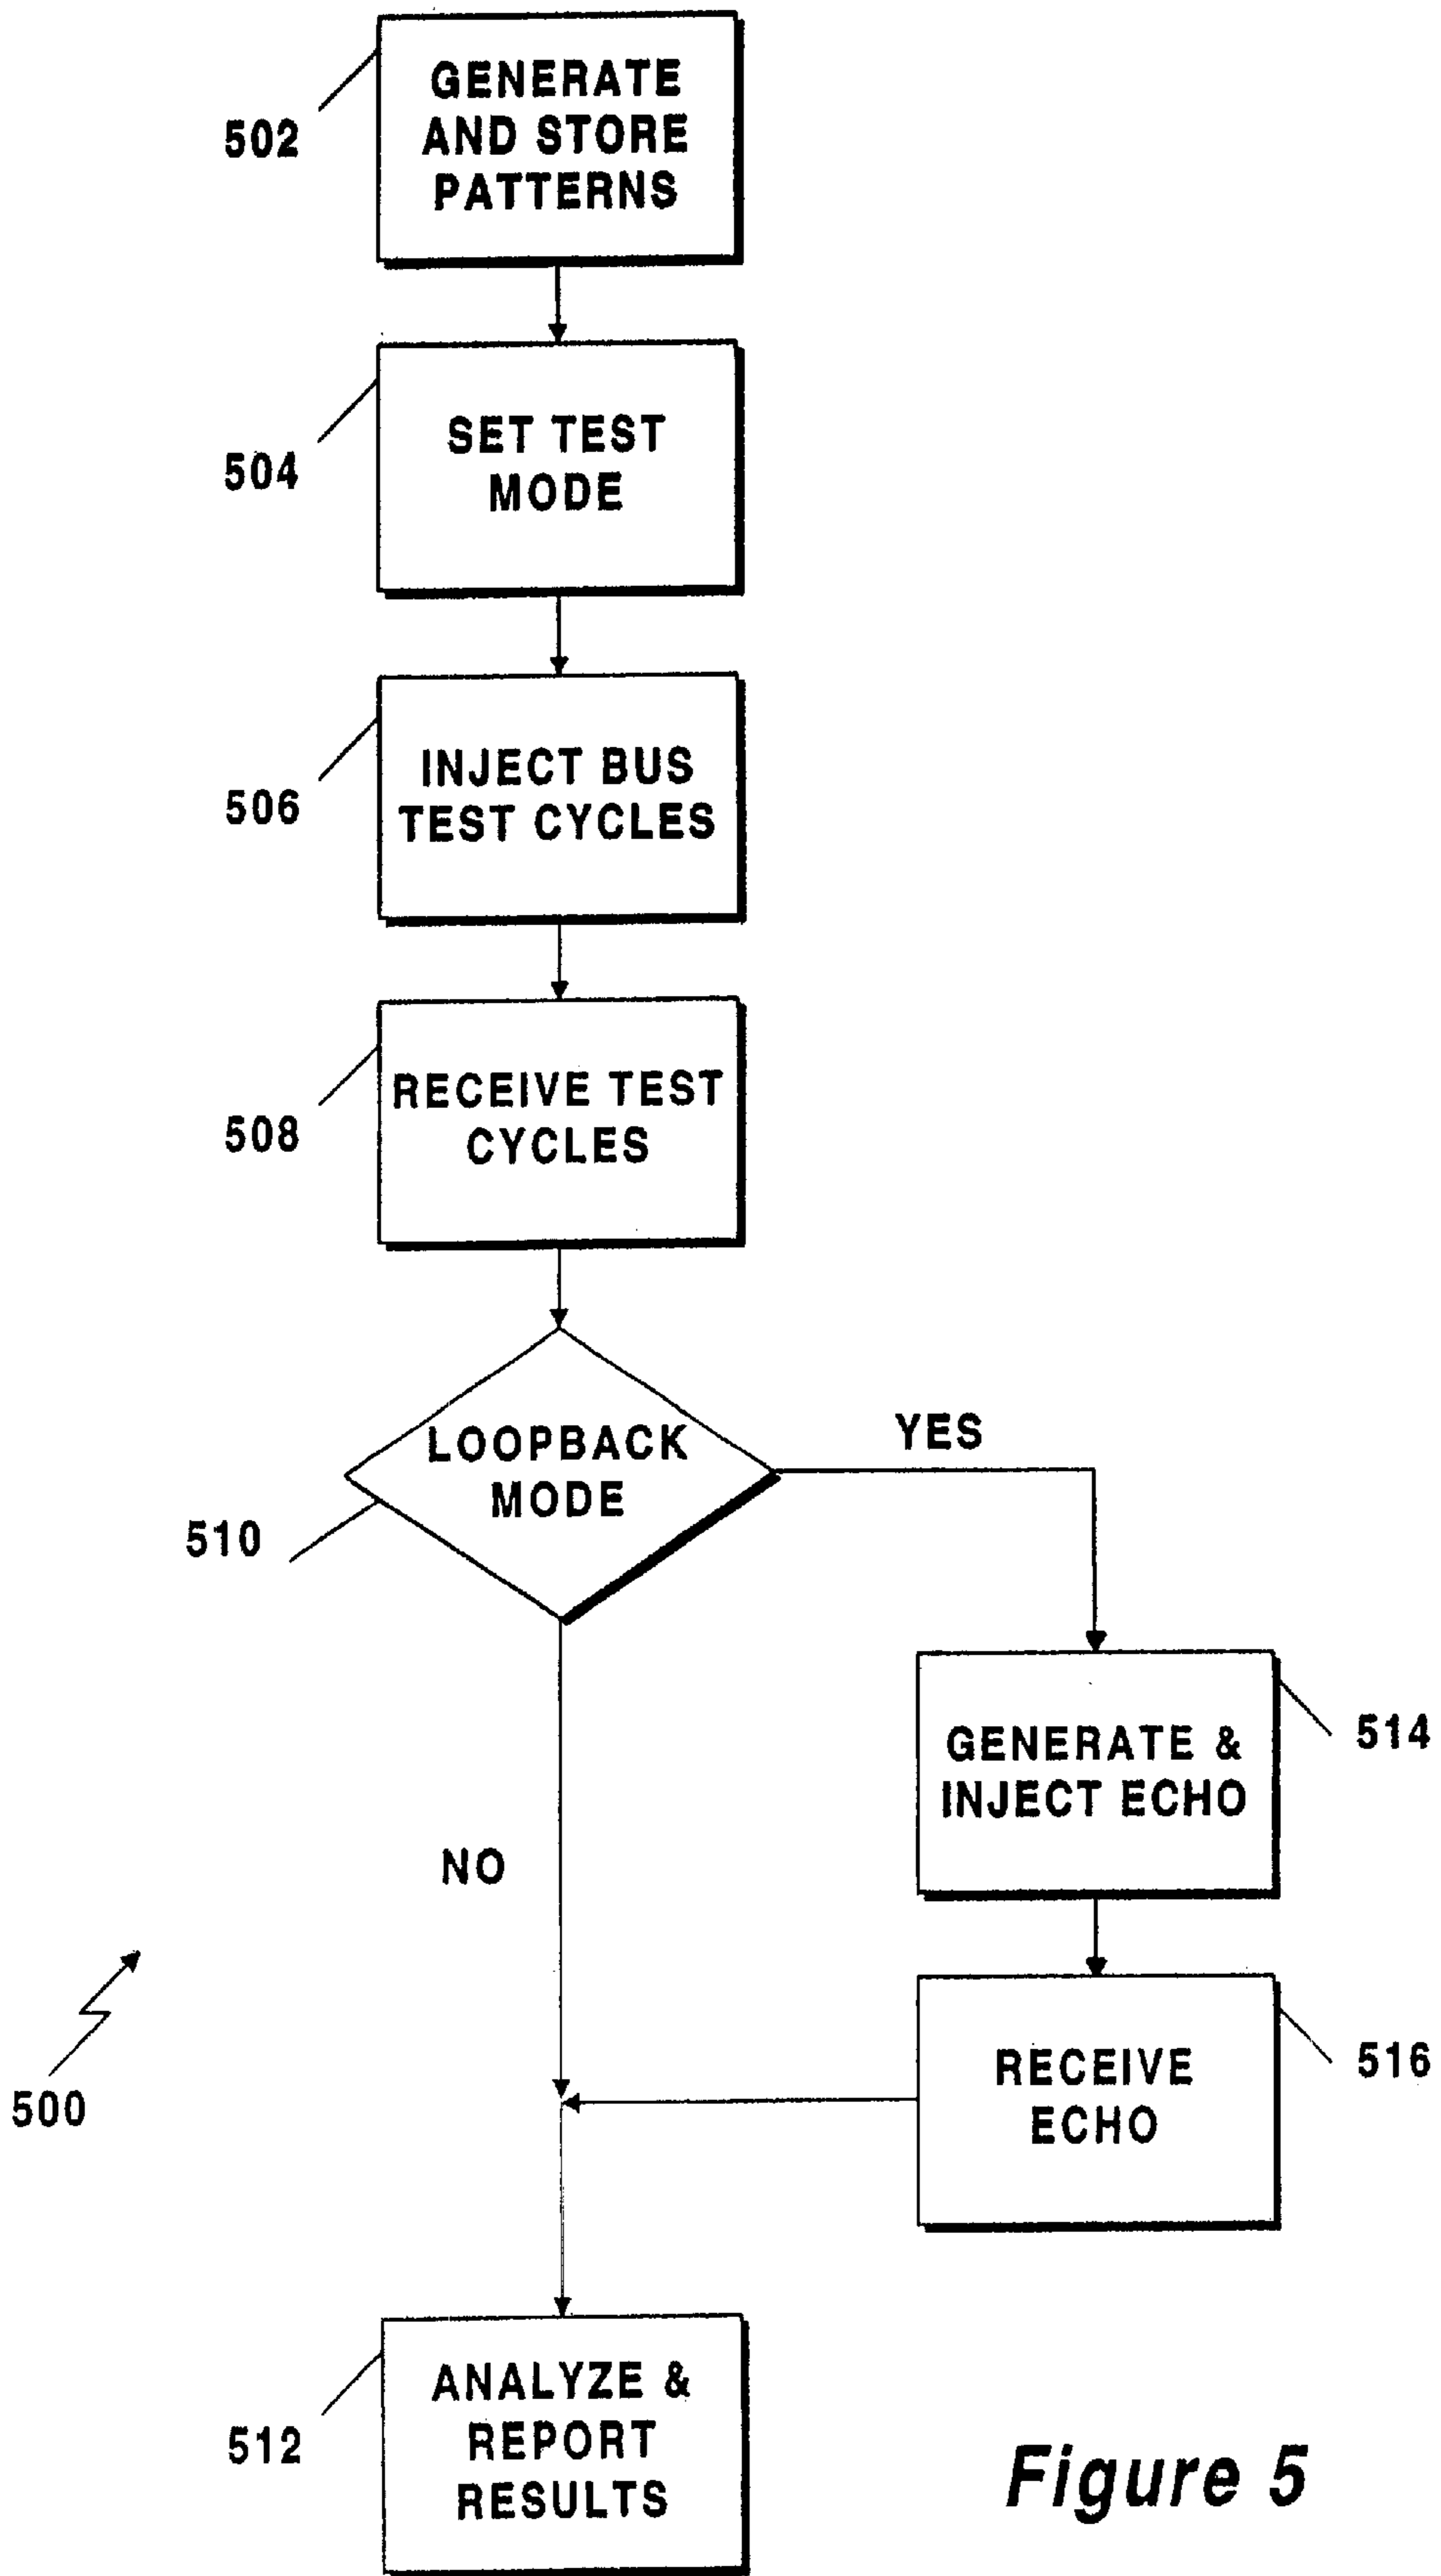 GENERATE
AND STORE
PATTERNS
502
SET TEST
MODE
504
INJECT BUS
TEST CYCLES
506
RECEIVE TEST
CYCLES
508
LOOPBACK
MODE
510
YES
GENERATE &
INJECT ECHO
514
NO
RECEIVE
ECHO
516
500
ANALYZE &
REPORT
RESULTS
512
Figure 5